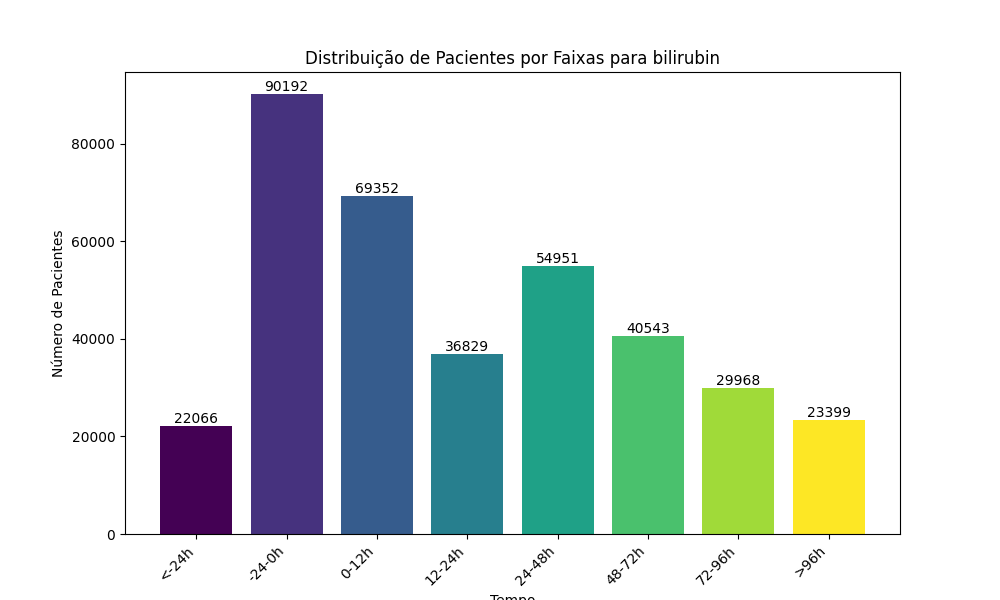 Distribuição de Pacientes por Faixas para bilirubin
Número de Pacientes
80000
60000
40000
20000
0
22066
90192
69352
36829
54951
40543
29968
23399
<-24h
-24-0h
0-12h
12-24h
24-48h
48-72h
72-96h
>96h
Tempo